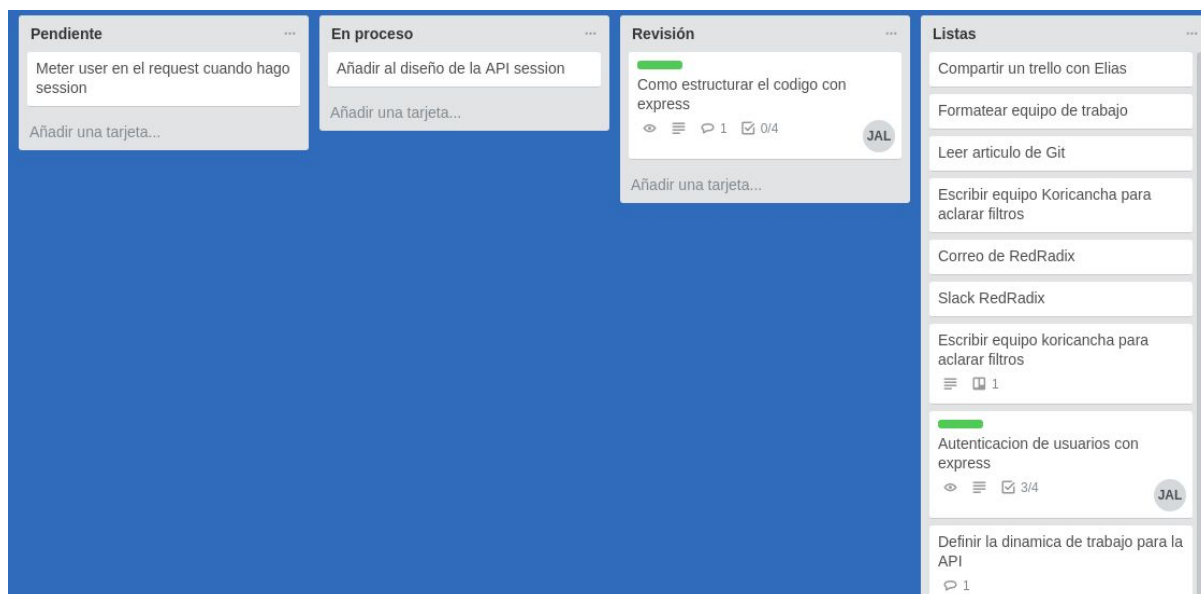 Pendiente
Meter user en el request cuando hago
session
Añadir una tarjeta...
En proceso
Añadir al diseño de la API session
Añadir una tarjeta...
Revisión
Como estructurar el codigo con
express
1 0/4
JAL
Añadir una tarjeta...
Listas
Compartir un trello con Elias
Formatear equipo de trabajo
Leer articulo de Git
Escribir equipo Koricancha para
aclarar filtros
Correo de RedRadix
Slack RedRadix
Escribir equipo koricancha para
aclarar filtros
1
Autenticacion de usuarios con
express
3/4
JAL
Definir la dinamica de trabajo para la
API
1